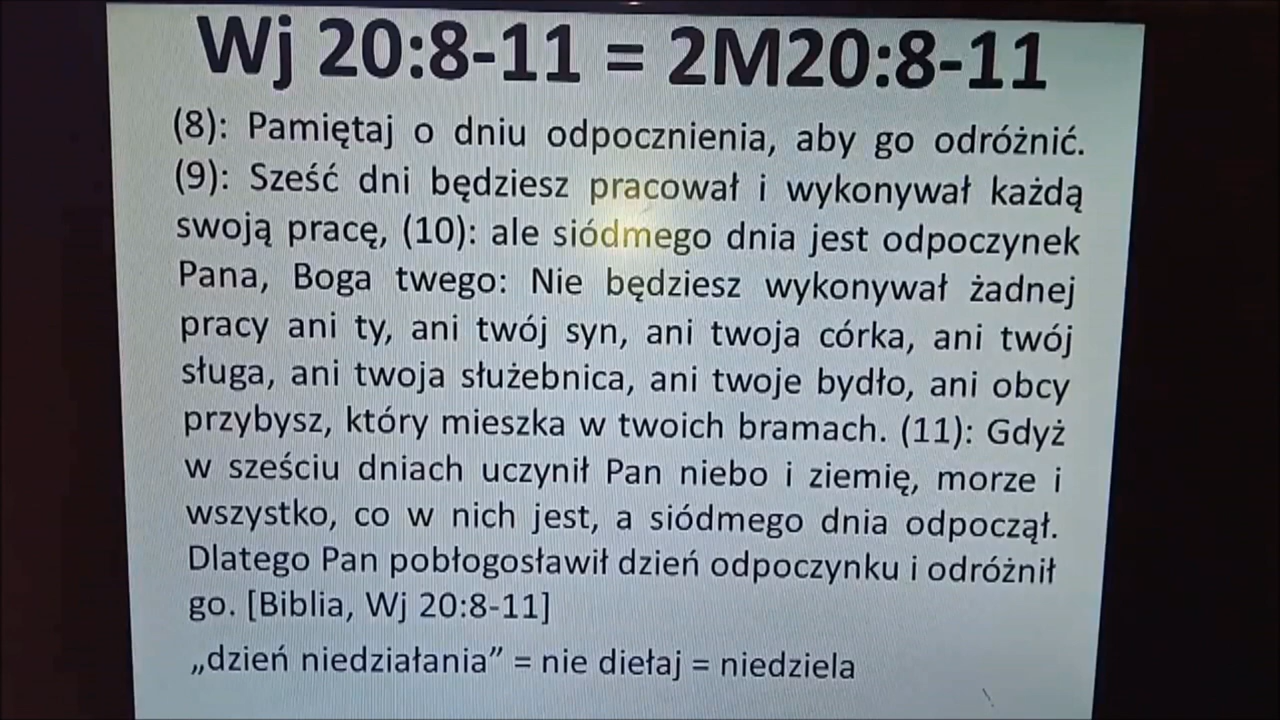 Wj 20:8-11 = 2M20:8-11
(8): Pamiętaj o dniu odpocznienia, aby go odróżnić.
(9): Sześć dni będziesz pracował i wykonywał każdą
swoją pracę, (10): ale siódmego dnia jest odpoczynek
Pana, Boga twego: Nie będziesz wykonywał żadnej
pracy ani ty, ani twój syn, ani twoja córka, ani twój
sługa, ani twoja służebnica, ani twoje bydło, ani obcy
przybysz, który mieszka w twoich bramach. (11): Gdyż
w sześciu dniach uczynił Pan niebo i ziemię, morze i
wszystko, co w nich jest, a siódmego dnia odpoczął.
Dlatego Pan pobłogosławił dzień odpoczynku i odróżnił
go. [Biblia, Wj 20:8-11]
„dzień niedziałania” = nie diełaj = niedziela